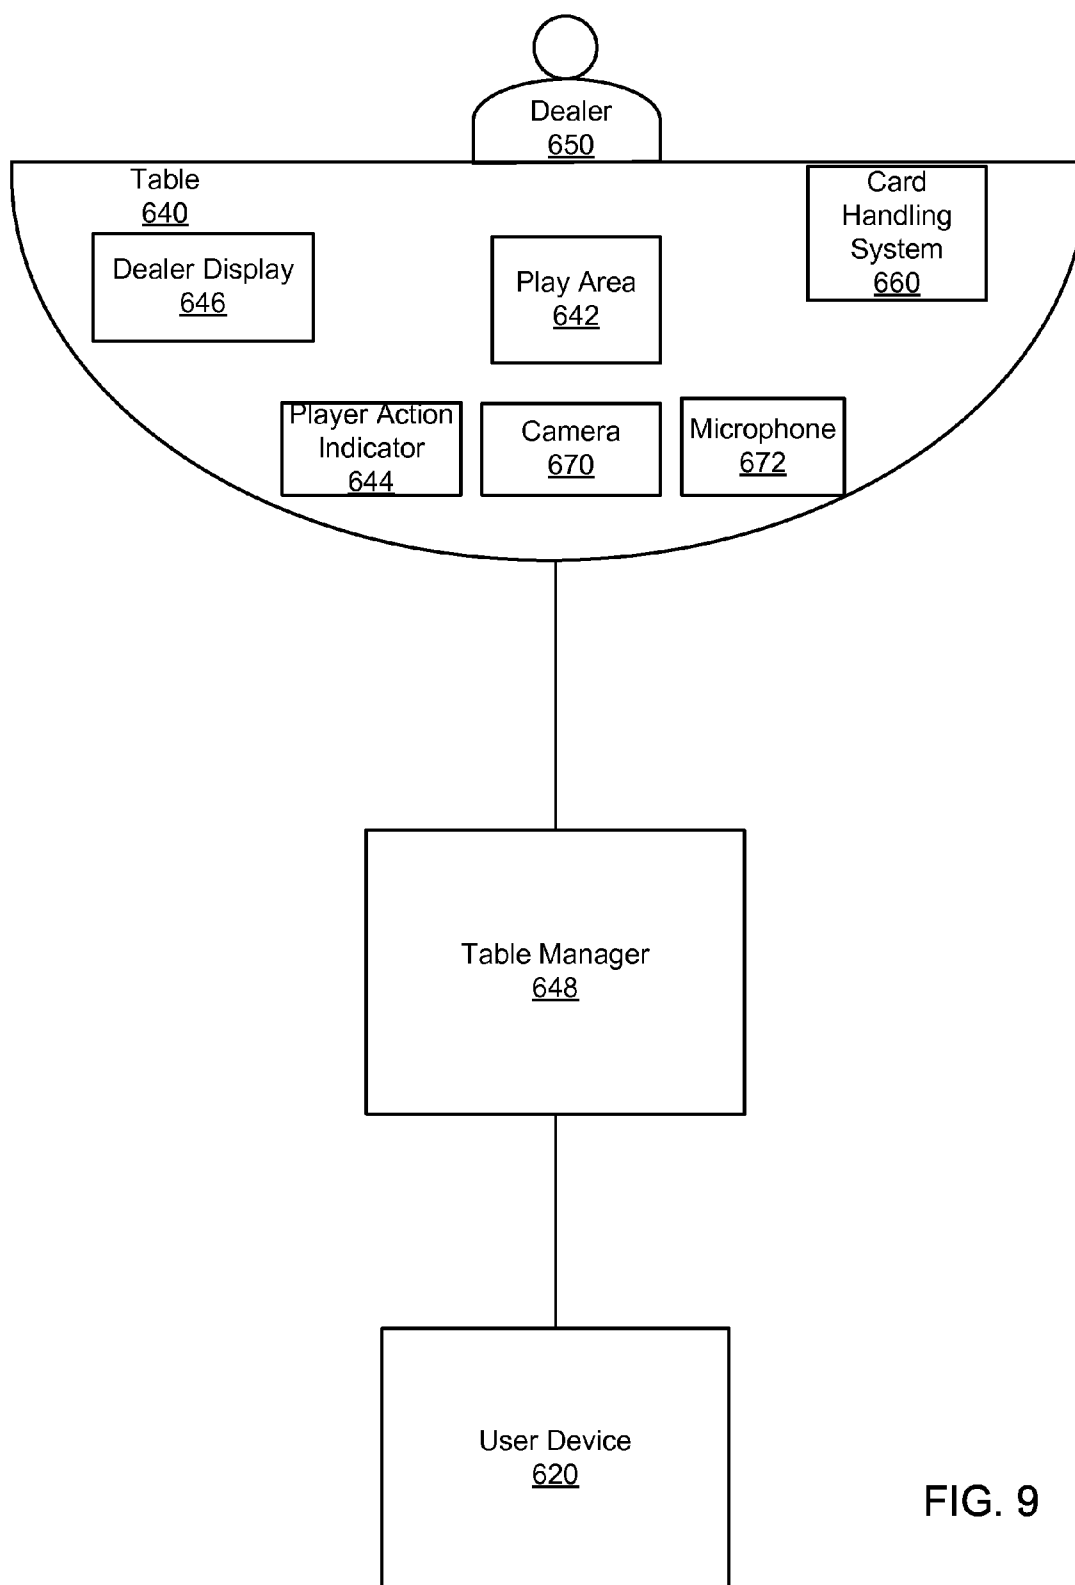 Dealer
650
Table
640
Dealer Display
646
Play Area
642
Card
Handling
System
660
Player Action
Indicator
644
Camera
670
Microphone
672
Table Manager
648
User Device
620
FIG. 9